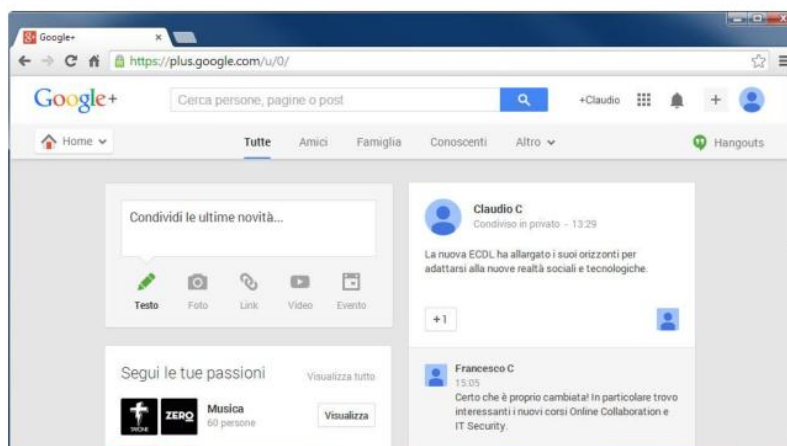 Google+
https://plus.google.com/u/0/
Google+
Cerca persone, pagine o post
+Claudio
Home
Tutte
Amici
Famiglia
Conoscenti
Altro
Hangouts
Condividi le ultime novità...
Testo
Foto
Link
Video
Evento
Segui le tue passioni
Visualizza tutto
ZERO
Musica
60 persone
Visualizza
Claudio C
Condiviso in privato - 13:29
La nuova ECDL ha allargato i suoi orizzonti per
adattarsi alla nuove realtà sociali e tecnologiche.
+1
Francesco C
15:05
Certo che è proprio cambiata! In particolare trovo
interessanti i nuovi corsi Online Collaboration e
IT Security.